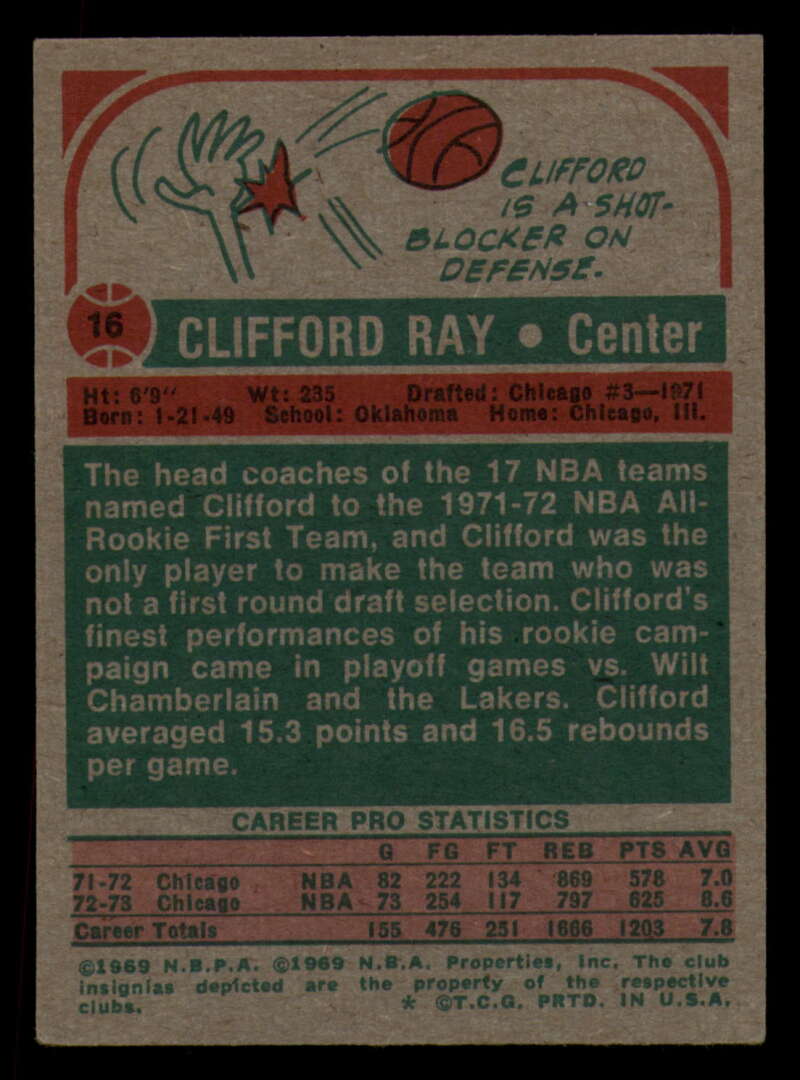 CLIFFORD
IS A SHOT-
BLOCKER ON
DEFENSE.
16 CLIFFORD RAY • Center
Ht: 6'9" Wt: 235 Drafted: Chicago #3—1971
Born: 1-21-49 School: Oklahoma Home: Chicago, Ill.
The head coaches of the 17 NBA teams
named Clifford to the 1971-72 NBA All-
Rookie First Team, and Clifford was the
only player to make the team who was
not a first round draft selection. Clifford's
finest performances of his rookie cam-
paign came in playoff games vs. Wilt
Chamberlain and the Lakers. Clifford
averaged 15.3 points and 16.5 rebounds
per game.
CAREER PRO STATISTICS
G FG FT REB PTS AVG
71-72 Chicago NBA 82 222 134 869 578 7.0
72-73 Chicago NBA 73 254 117 797 625 8.6
Career Totals 155 476 251 1666 1203 7.8
©1969 N.B.P.A. ©1969 N.B.A. Properties, Inc. The club
insignias depicted are the property of the respective
clubs. * ©T.C.G. PRTD. IN U.S.A.